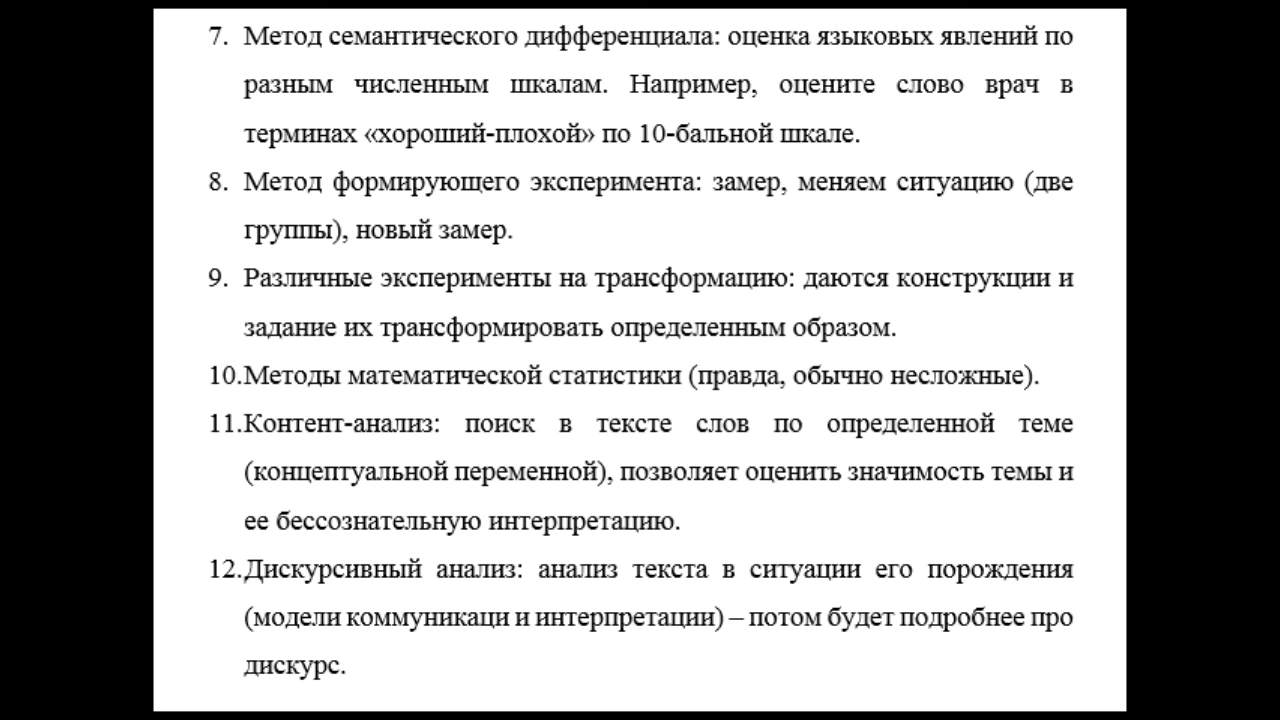 7. Метод семантического дифференциала: оценка языковых явлений по
разным численным шкалам. Например, оцените слово врач в
терминах «хороший-плохой» по 10-бальной шкале.
8. Метод формирующего эксперимента: замер, меняем ситуацию (две
группы), новый замер.
9. Различные эксперименты на трансформацию: даются конструкции и
задание их трансформировать определенным образом.
10.Методы математической статистики (правда, обычно несложные).
11.Контент-анализ: поиск в тексте слов по определенной теме
(концептуальной переменной), позволяет оценить значимость темы и
ее бессознательную интерпретацию.
12.Дискурсивный анализ: анализ текста в ситуации его порождения
(модели коммуникаци и интерпретации) – потом будет подробнее про
дискурс.